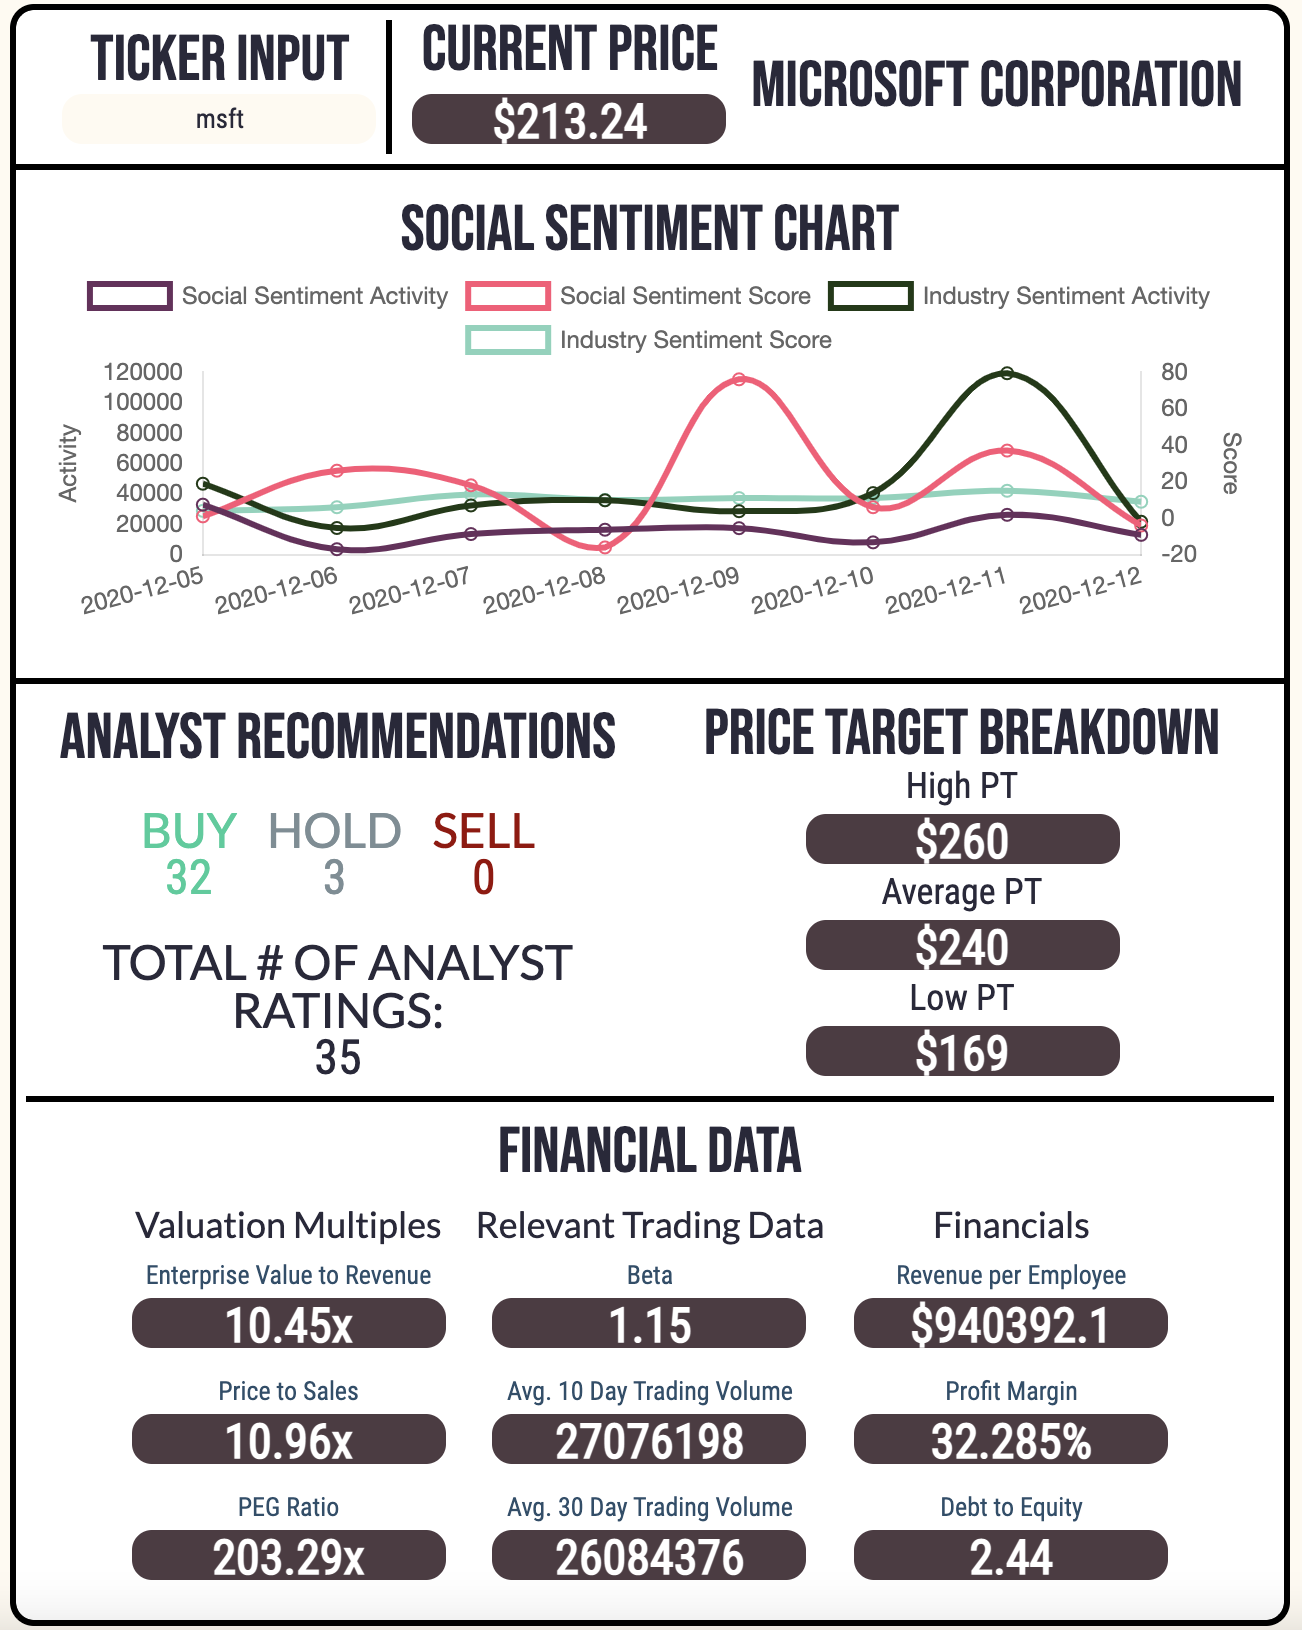 TICKER INPUT
msft
CURRENT PRICE
$213.24
MICROSOFT CORPORATION
SOCIAL SENTIMENT CHART
Social Sentiment Activity
Social Sentiment Score
Industry Sentiment Activity
Industry Sentiment Score
Activity
120000
100000
80000
60000
40000
20000
0
80
60
40
20
0
-20
Score
2020-12-05
2020-12-06
2020-12-07
2020-12-08
2020-12-09
2020-12-10
2020-12-11
2020-12-12
ANALYST RECOMMENDATIONS
BUY HOLD SELL
32 3 0
TOTAL # OF ANALYST
RATINGS:
35
PRICE TARGET BREAKDOWN
High PT
$260
Average PT
$240
Low PT
$169
FINANCIAL DATA
Valuation Multiples
Enterprise Value to Revenue
10.45x
Price to Sales
10.96x
PEG Ratio
203.29x
Relevant Trading Data
Beta
1.15
Avg. 10 Day Trading Volume
27076198
Avg. 30 Day Trading Volume
26084376
Financials
Revenue per Employee
$940392.1
Profit Margin
32.285%
Debt to Equity
2.44